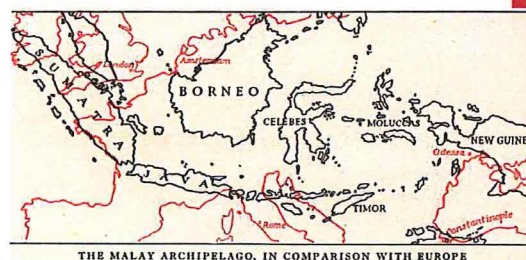 SUMATRA
London
Amsterdam
BORNEO
CELEBES
MOLUCCAS
NEW GUINE
Odessa
JAVA
TIMOR
Rome
Constantinople
THE MALAY ARCHIPELAGO, IN COMPARISON WITH EUROPE